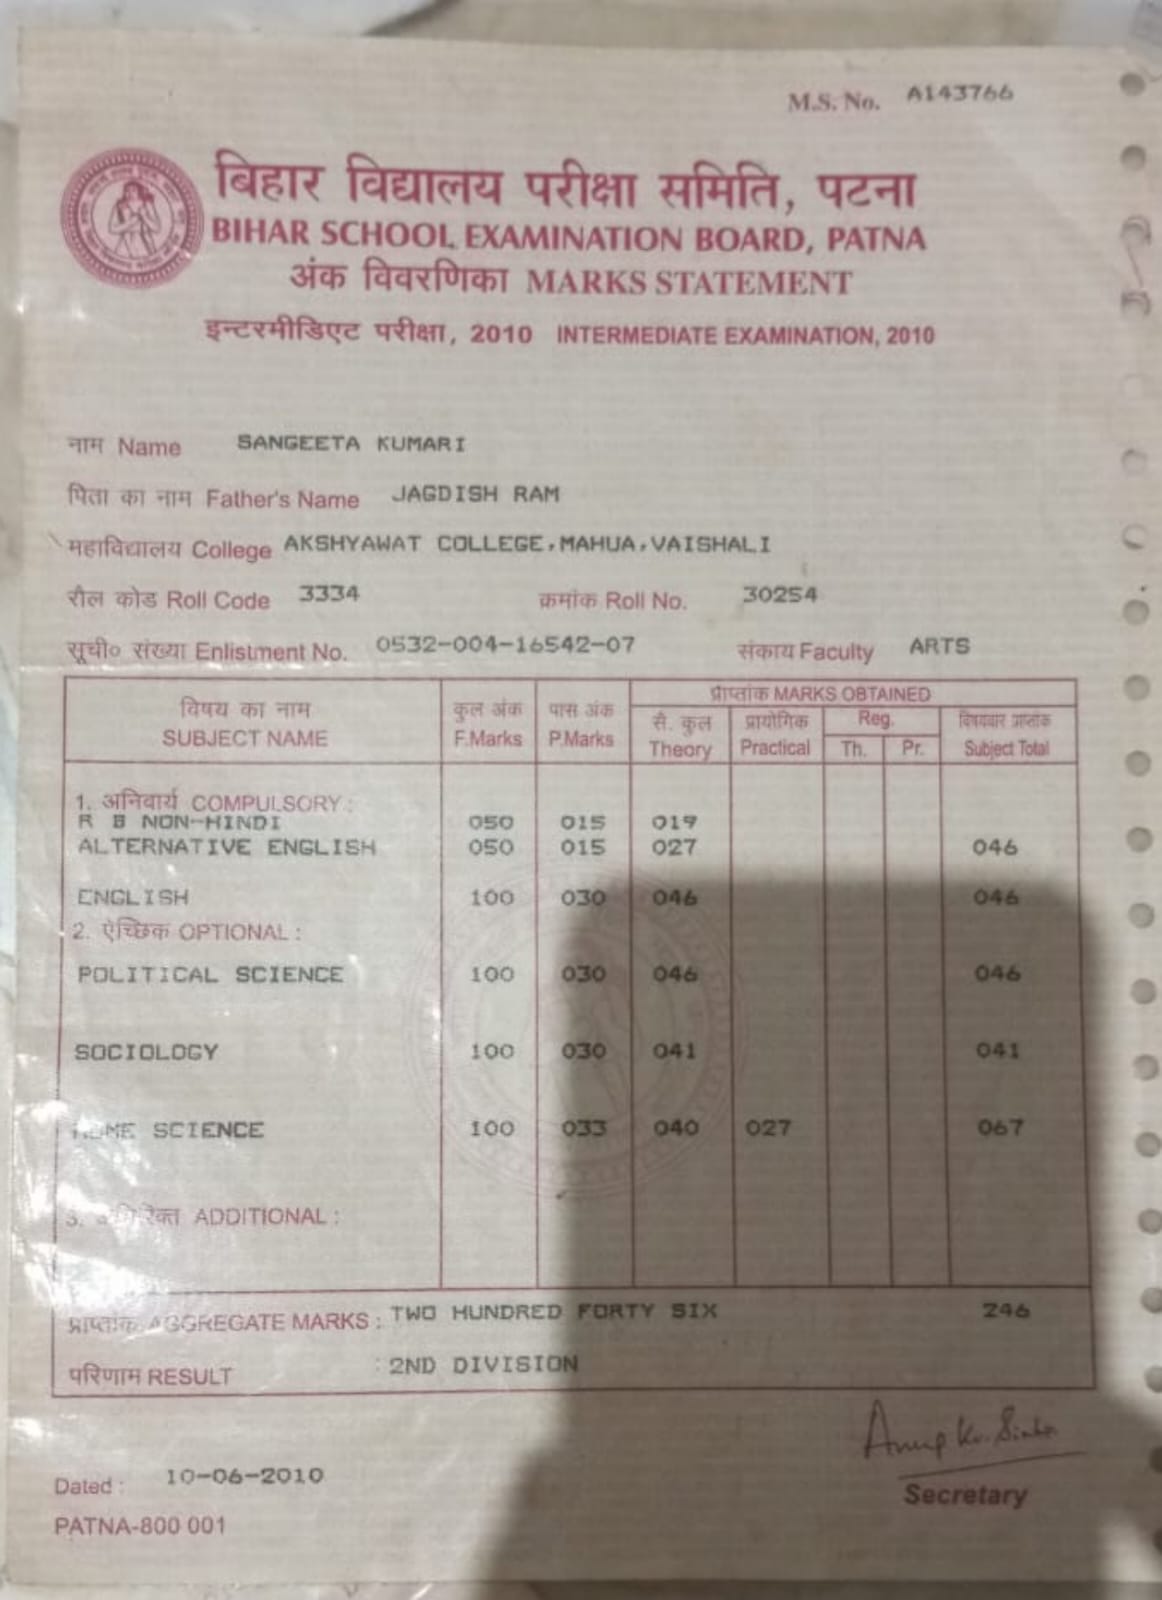 M.S. No. A143766
बिहार विद्यालय परीक्षा समिति, पटना
BIHAR SCHOOL EXAMINATION BOARD, PATNA
अंक विवरणिका MARKS STATEMENT
इन्टरमीडिएट परीक्षा, 2010 INTERMEDIATE EXAMINATION, 2010
नाम Name SANGEETA KUMARI
पिता का नाम Father's Name JAGDISH RAM
महाविद्यालय College AKSHYAWAT COLLEGE,MAHUA,VAISHALI
रौल कोड Roll Code 3334 क्रमांक Roll No. 30254
सूची० संख्या Enlistment No. 0532-004-16542-07 संकाय Faculty ARTS
प्राप्तांक MARKS OBTAINED
विषय का नाम कुल अंक पास अंक सै. कुल प्रायोगिक Reg. विषयवार प्राप्तांक
SUBJECT NAME F.Marks P.Marks Theory Practical Th. Pr. Subject Total
1. अनिवार्य COMPULSORY :
R B NON-HINDI 050 015 019
ALTERNATIVE ENGLISH 050 015 027 046
ENGLISH 100 030 046 046
2. ऐच्छिक OPTIONAL :
POLITICAL SCIENCE 100 030 046 046
SOCIOLOGY 100 030 041 041
HOME SCIENCE 100 033 040 027 067
3. अतिरिक्त ADDITIONAL :
प्राप्तांक AGGREGATE MARKS : TWO HUNDRED FORTY SIX 246
परिणाम RESULT : 2ND DIVISION
Anup Kr. Sinha
Dated : 10-06-2010
Secretary
PATNA-800 001